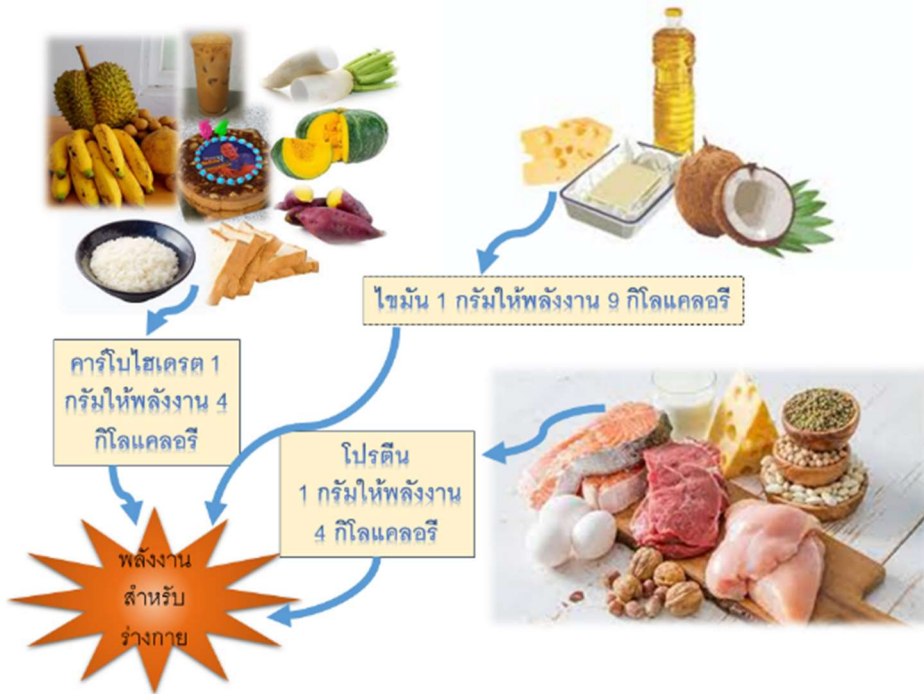 ไขมัน 1 กรัมให้พลังงาน 9 กิโลแคลอรี
คาร์โบไฮเดรต 1
กรัมให้พลังงาน 4
กิโลแคลอรี
โปรตีน
1 กรัมให้พลังงาน
4 กิโลแคลอรี
พลังงาน
สำหรับ
ร่างกาย